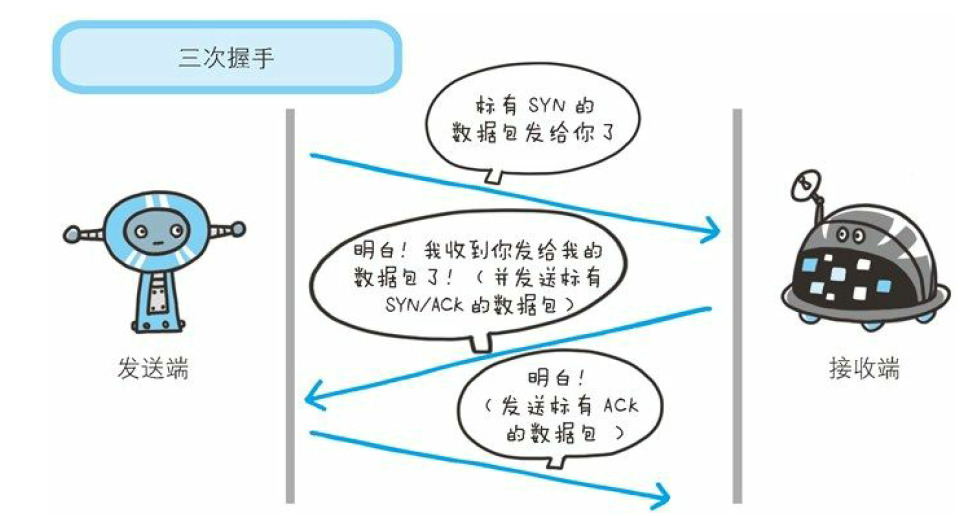 三次握手
标有 SYN 的
数据包发给你了
明白！我收到你发给我的
数据包了！（并发送标有
SYN/ACK 的数据包）
发送端
接收端
明白！
（发送标有 ACK
的数据包 ）